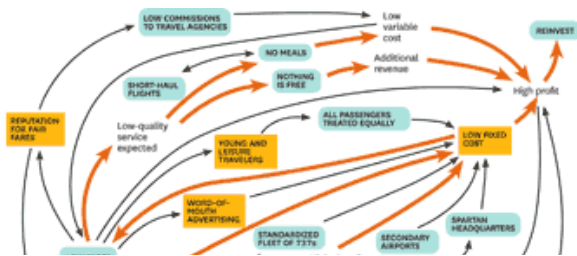 LOW COMMISSIONS
TO TRAVEL AGENCIES
Low
variable
cost
REINVEST
NO MEALS
Additional
revenue
SHORT-HAUL
FLIGHTS
NOTHING
IS FREE
High profit
REPUTATION
FOR FAIR
FARES
Low-quality
service
expected
ALL PASSENGERS
TREATED EQUALLY
YOUNG AND
LEISURE
TRAVELERS
LOW FIXED
COST
WORD-OF-
MOUTH
ADVERTISING
STANDARDIZED
FLEET OF 737s
SECONDARY
AIRPORTS
SPARTAN
HEADQUARTERS